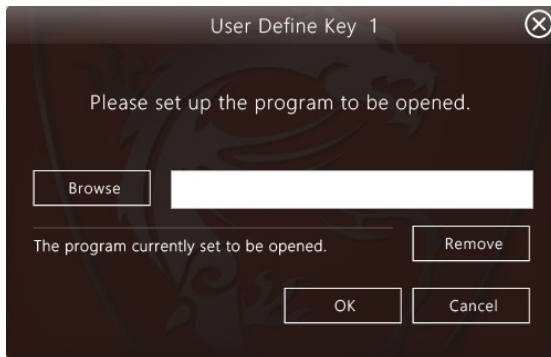 User Define Key 1
Please set up the program to be opened.
Browse
The program currently set to be opened.
Remove
OK
Cancel